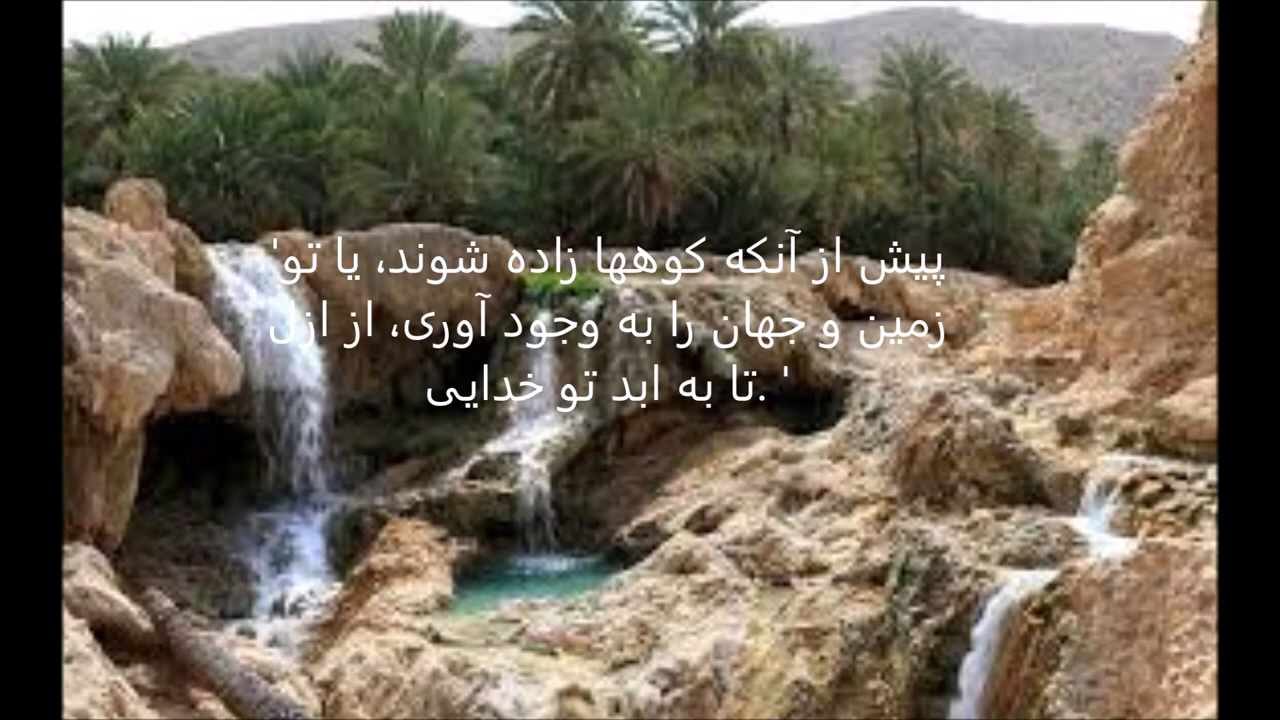 'پیش از آنکه کوهها زاده شوند، یا تو
زمین و جهان را به وجود آوری، از ازل
تا به ابد تو خدایی. '